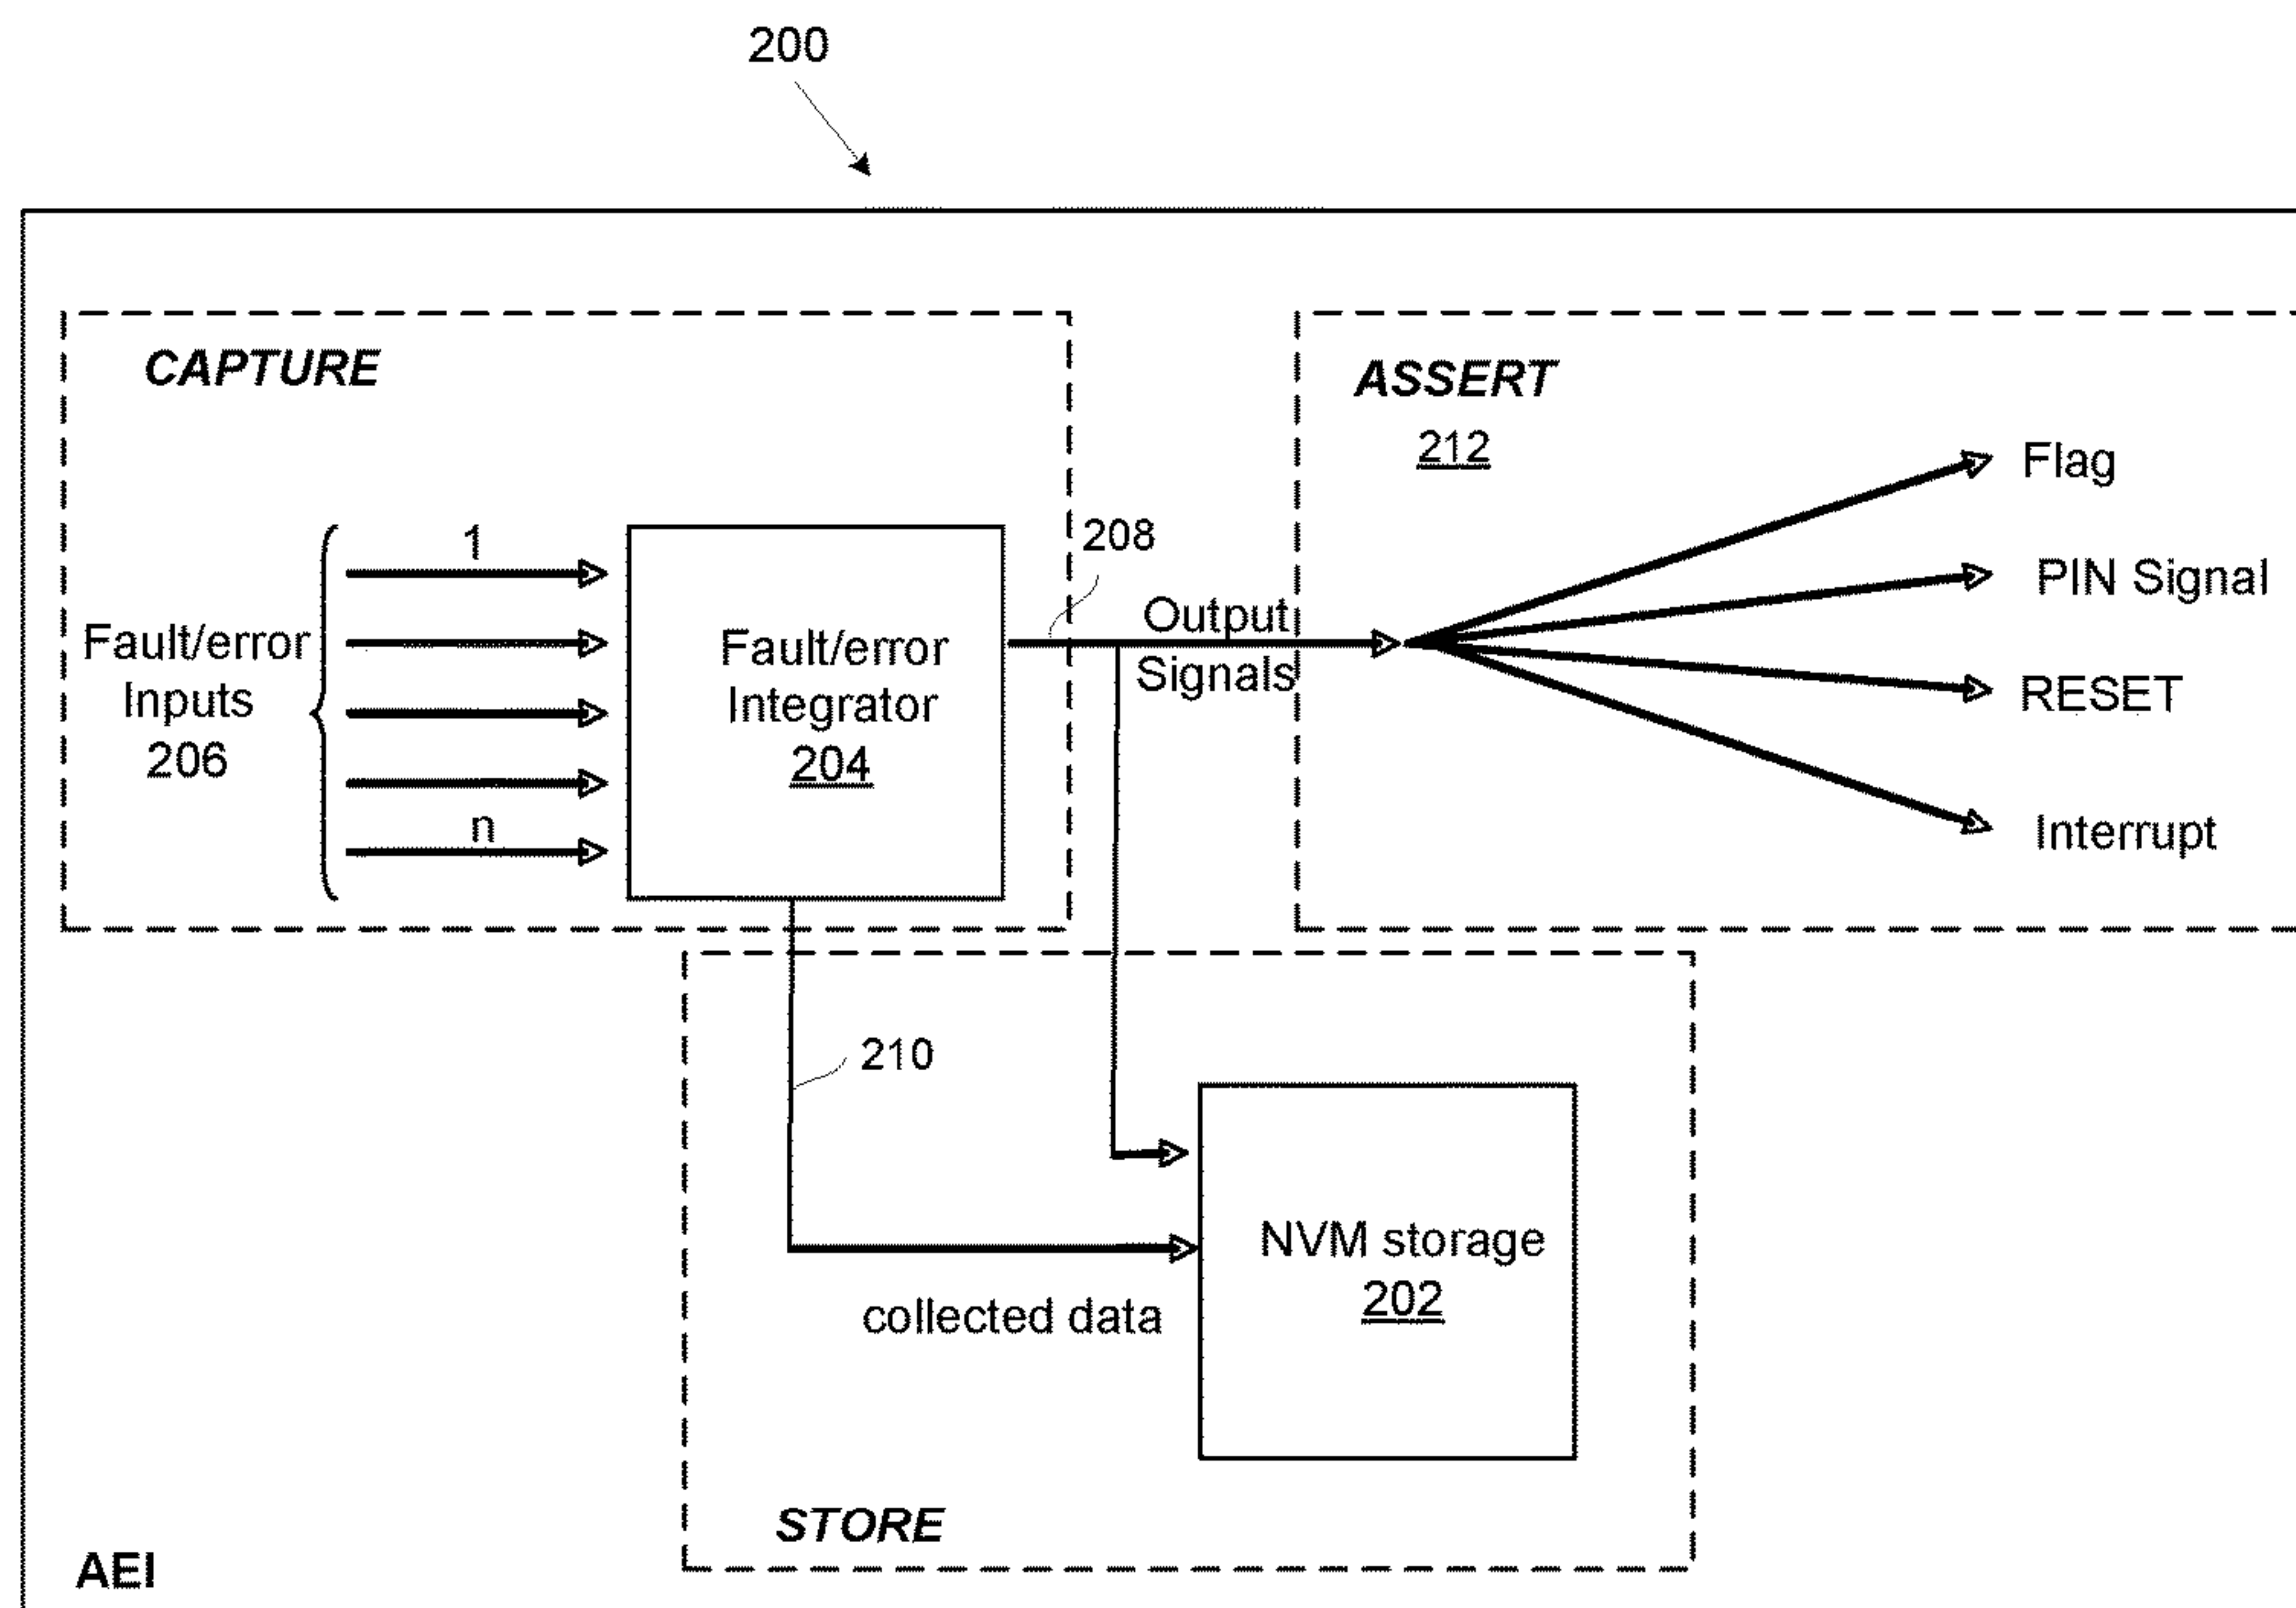 200
CAPTURE
ASSERT
212
Flag
PIN Signal
RESET
Interrupt
1
n
Fault/error
Inputs
206
Fault/error
Integrator
204
208
Output
Signals
210
NVM storage
202
collected data
STORE
AEI